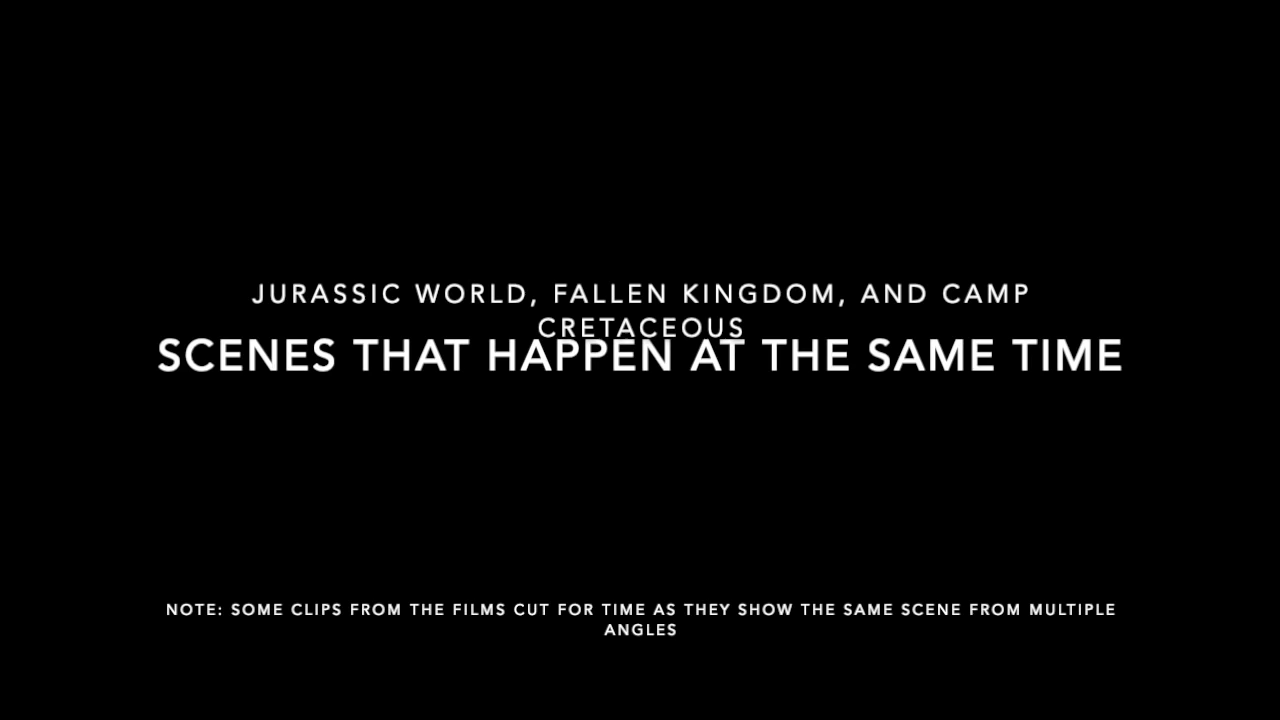 JURASSIC WORLD, FALLEN KINGDOM, AND CAMP
CRETACEOUS
SCENES THAT HAPPEN AT THE SAME TIME
NOTE: SOME CLIPS FROM THE FILMS CUT FOR TIME AS THEY SHOW THE SAME SCENE FROM MULTIPLE
ANGLES